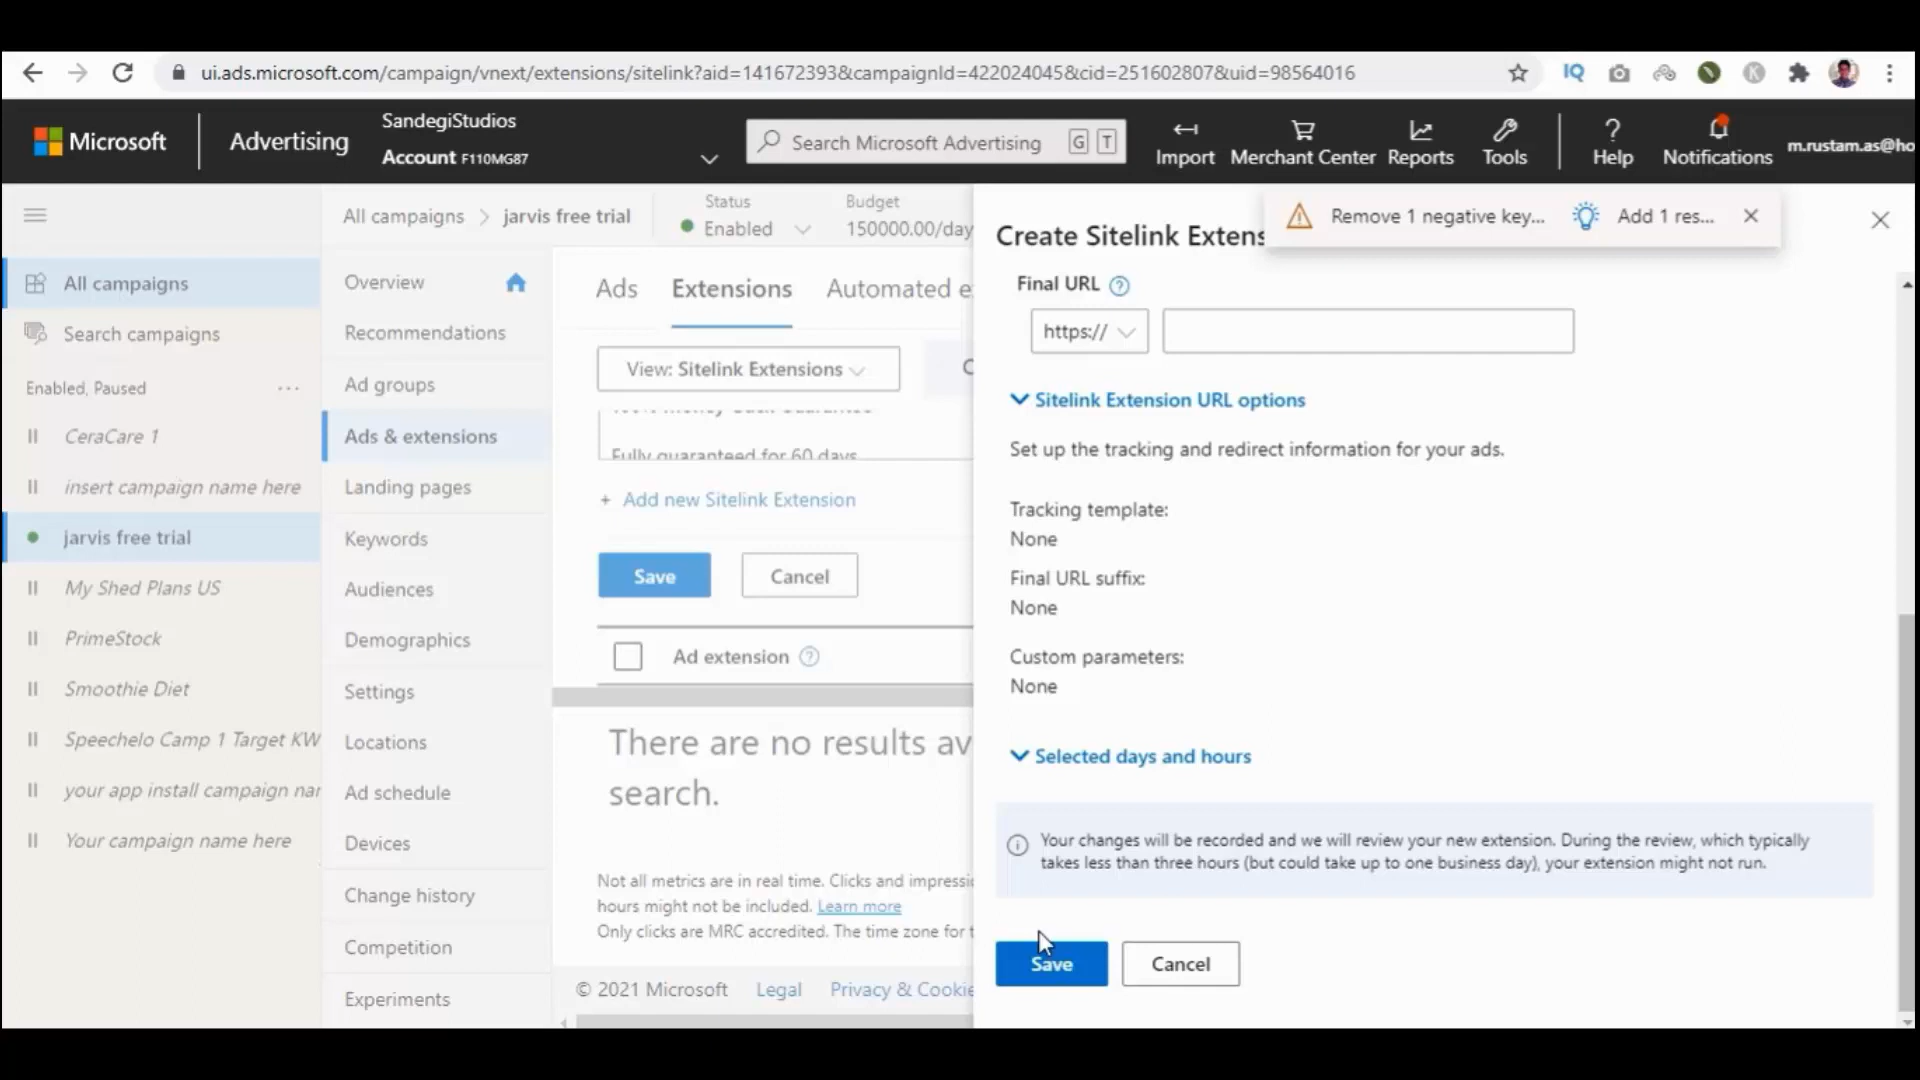 ui.ads.microsoft.com/campaign/vnext/extensions/sitelink?aid=141672393&campaignId=422024045&cid=251602807&uid=98564016
IQ
K
Microsoft
Advertising
SandegiStudios
Account F110MG87
Search Microsoft Advertising
G T
Import
Merchant Center
Reports
Tools
Help
Notifications
m.rustam.as@ho
All campaigns
Search campaigns
Enabled, Paused
CeraCare 1
insert campaign name here
jarvis free trial
My Shed Plans US
PrimeStock
Smoothie Diet
Speechelo Camp 1 Target KW
your app install campaign nar
Your campaign name here
All campaigns > jarvis free trial
Status
Enabled
Budget
150000.00/day
Overview
Recommendations
Ad groups
Ads & extensions
Landing pages
Keywords
Audiences
Demographics
Settings
Locations
Ad schedule
Devices
Change history
Competition
Experiments
Ads
Extensions
Automated e
View: Sitelink Extensions
C
100% Money Back Guarantee
Fully guaranteed for 60 days
+ Add new Sitelink Extension
Save
Cancel
Ad extension
There are no results av
search.
Not all metrics are in real time. Clicks and impressi
hours might not be included. Learn more
Only clicks are MRC accredited. The time zone for t
© 2021 Microsoft
Legal
Privacy & Cookie
Create Sitelink Extens
Remove 1 negative key...
Add 1 res...
Final URL
https://
Sitelink Extension URL options
Set up the tracking and redirect information for your ads.
Tracking template:
None
Final URL suffix:
None
Custom parameters:
None
Selected days and hours
Your changes will be recorded and we will review your new extension. During the review, which typically
takes less than three hours (but could take up to one business day), your extension might not run.
Save
Cancel